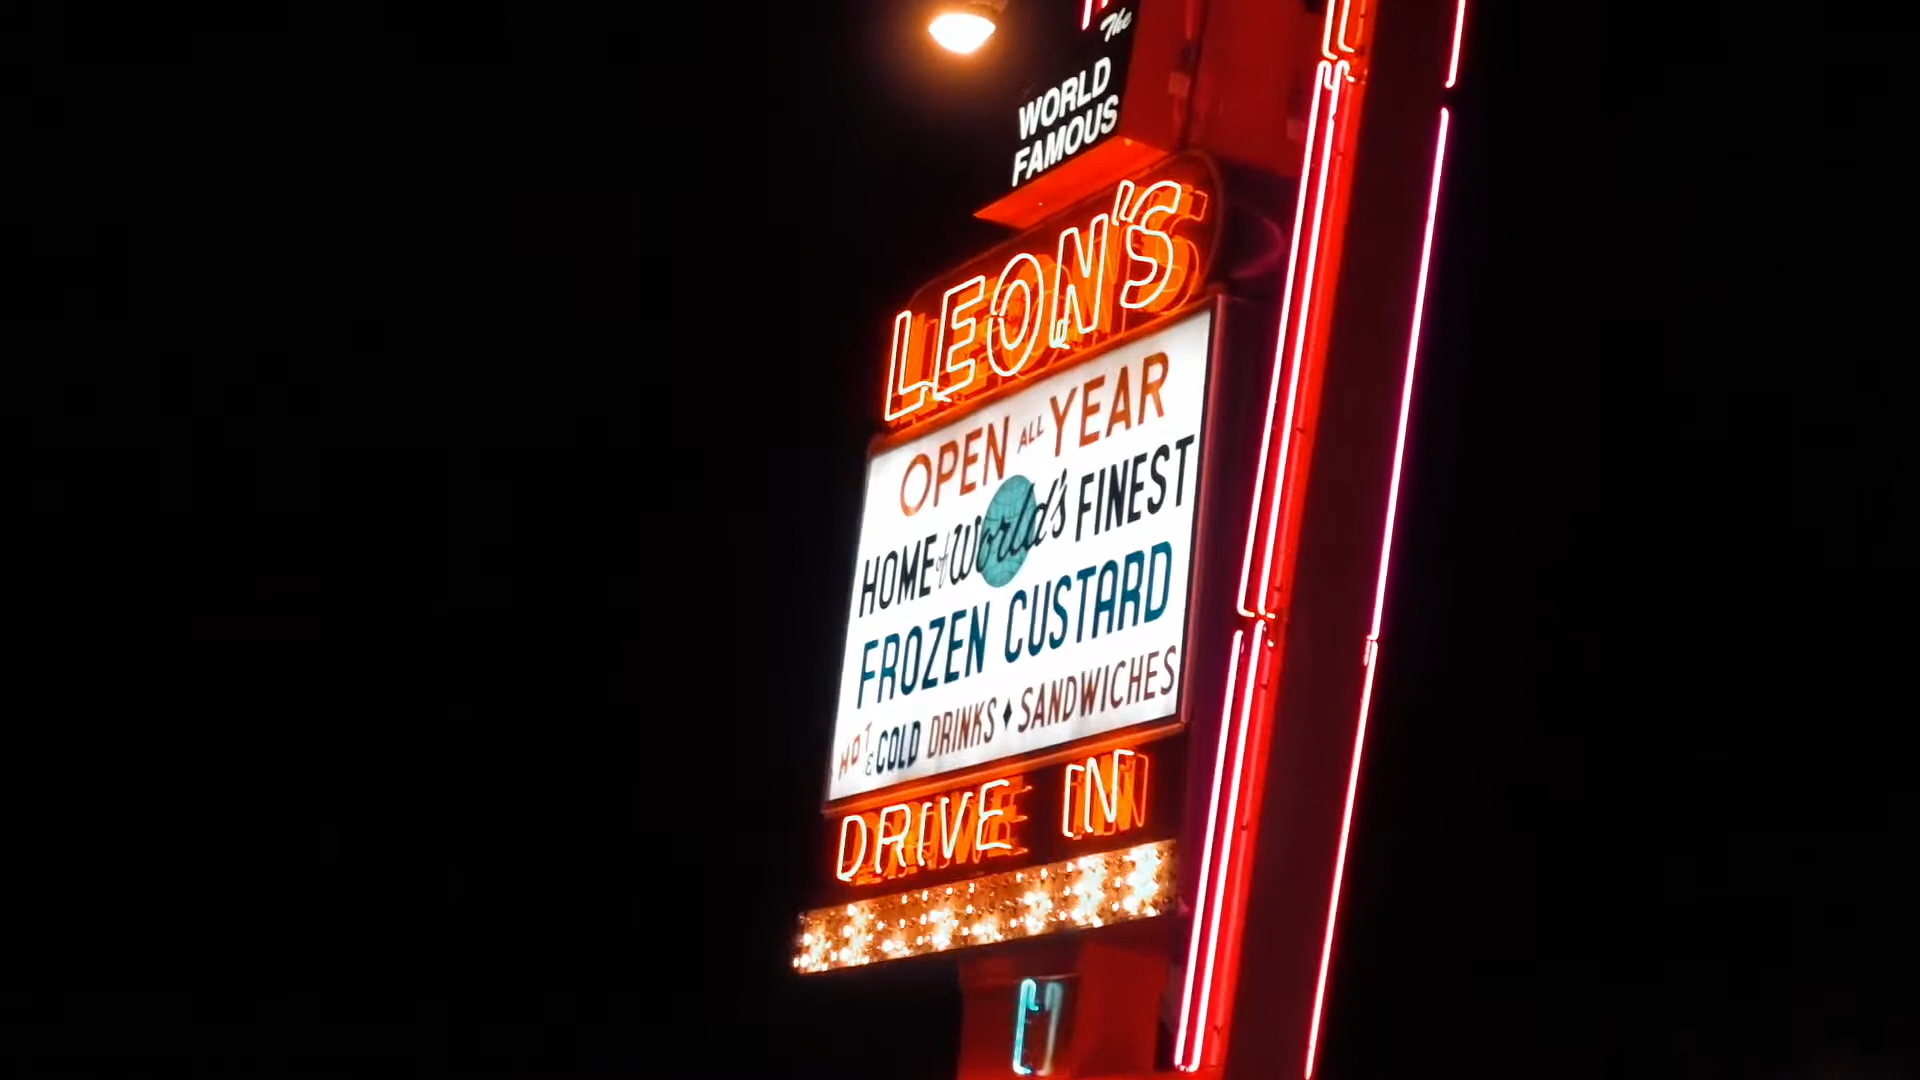 The
WORLD
FAMOUS
LEON'S
OPEN ALL YEAR
HOME of World's FINEST
FROZEN CUSTARD
HOT & COLD DRINKS ♦ SANDWICHES
DRIVE IN